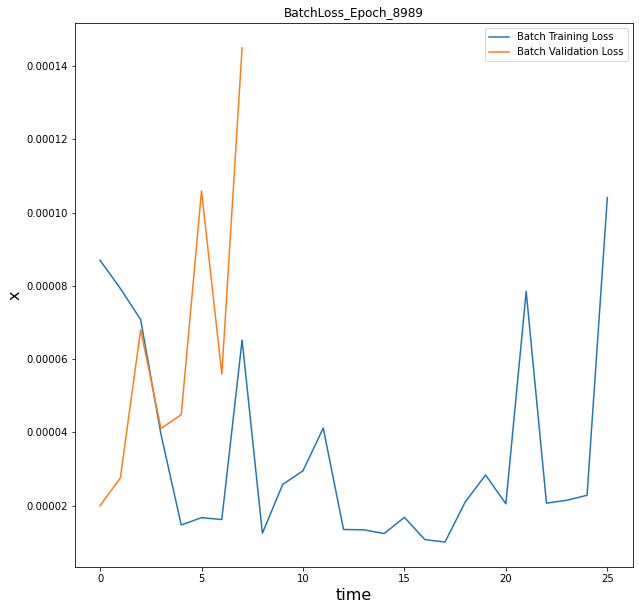 BatchLoss_Epoch_8989
Batch Training Loss
Batch Validation Loss
0.00014
0.00012
0.00010
0.00008
0.00006
0.00004
0.00002
x
0 5 10 15 20 25
time